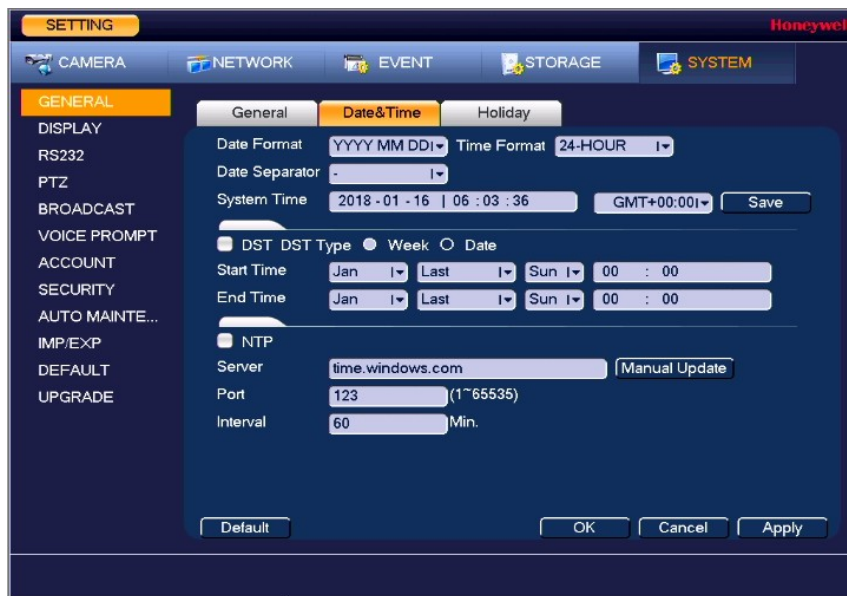 SETTING Honeywell
CAMERA NETWORK EVENT STORAGE SYSTEM
GENERAL
DISPLAY
RS232
PTZ
BROADCAST
VOICE PROMPT
ACCOUNT
SECURITY
AUTO MAINTE...
IMP/EXP
DEFAULT
UPGRADE
General Date&Time Holiday
Date Format YYYY MM DD Time Format 24-HOUR
Date Separator -
System Time 2018 - 01 - 16 | 06 : 03 : 36 GMT+00:00 Save
DST DST Type Week Date
Start Time Jan Last Sun 00 : 00
End Time Jan Last Sun 00 : 00
NTP
Server time.windows.com Manual Update
Port 123 (1~65535)
Interval 60 Min.
Default OK Cancel Apply